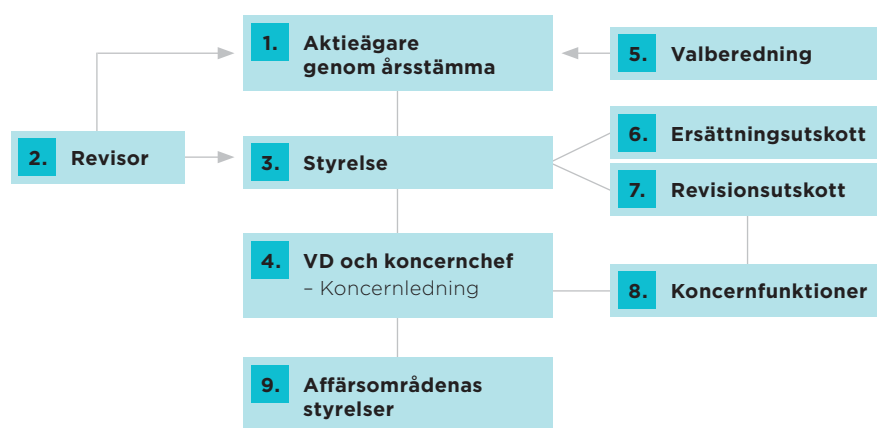 1. Aktieägare
genom årsstämma
2. Revisor
3. Styrelse
4. VD och koncernchef
– Koncernledning
5. Valberedning
6. Ersättningsutskott
7. Revisionsutskott
8. Koncernfunktioner
9. Affärsområdenas
styrelser